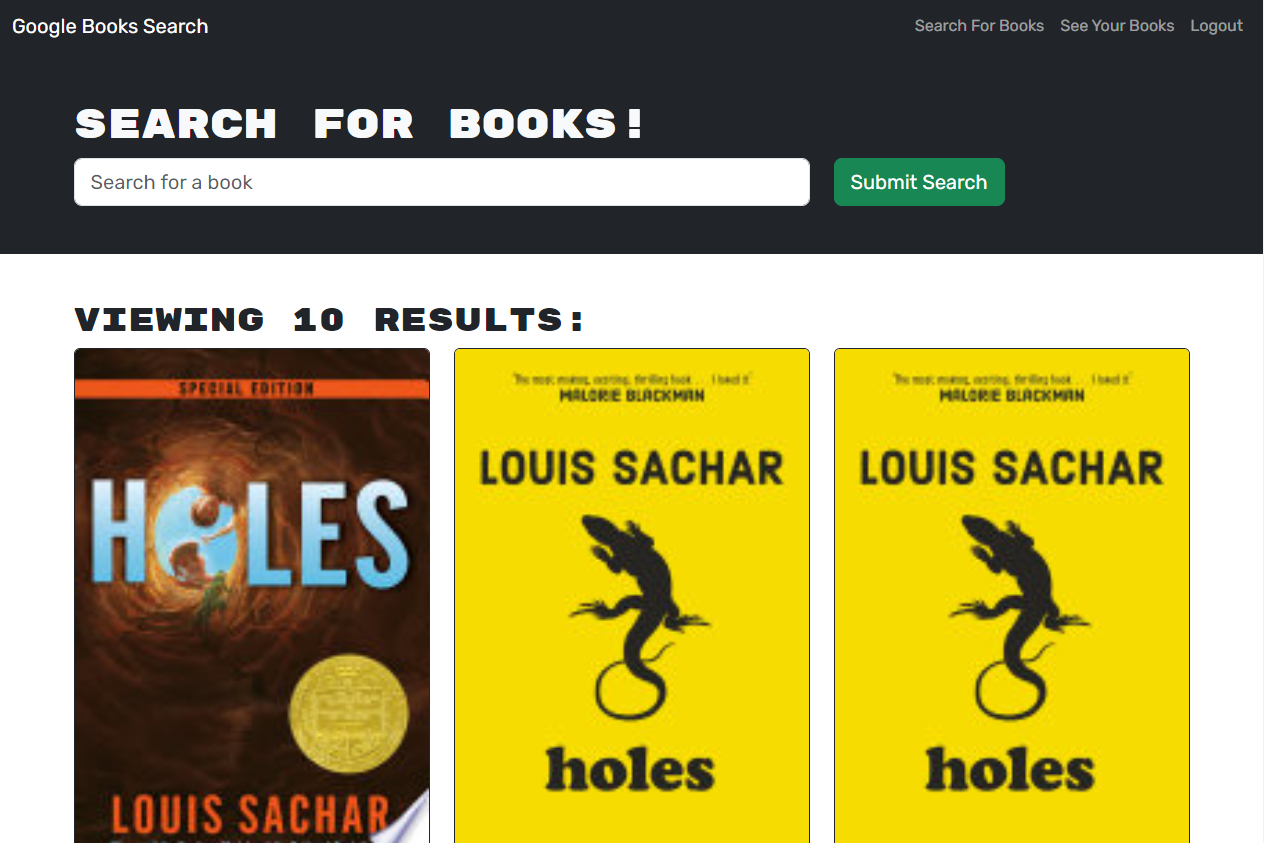 Google Books Search
Search For Books
See Your Books
Logout
SEARCH FOR BOOKS!
Search for a book
Submit Search
VIEWING 10 RESULTS:
SPECIAL EDITION
HOLES
LOUIS SACHAR
"The most moving, exciting, thrilling book . . . I loved it"
MALORIE BLACKMAN
LOUIS SACHAR
holes
"The most moving, exciting, thrilling book . . . I loved it"
MALORIE BLACKMAN
LOUIS SACHAR
holes